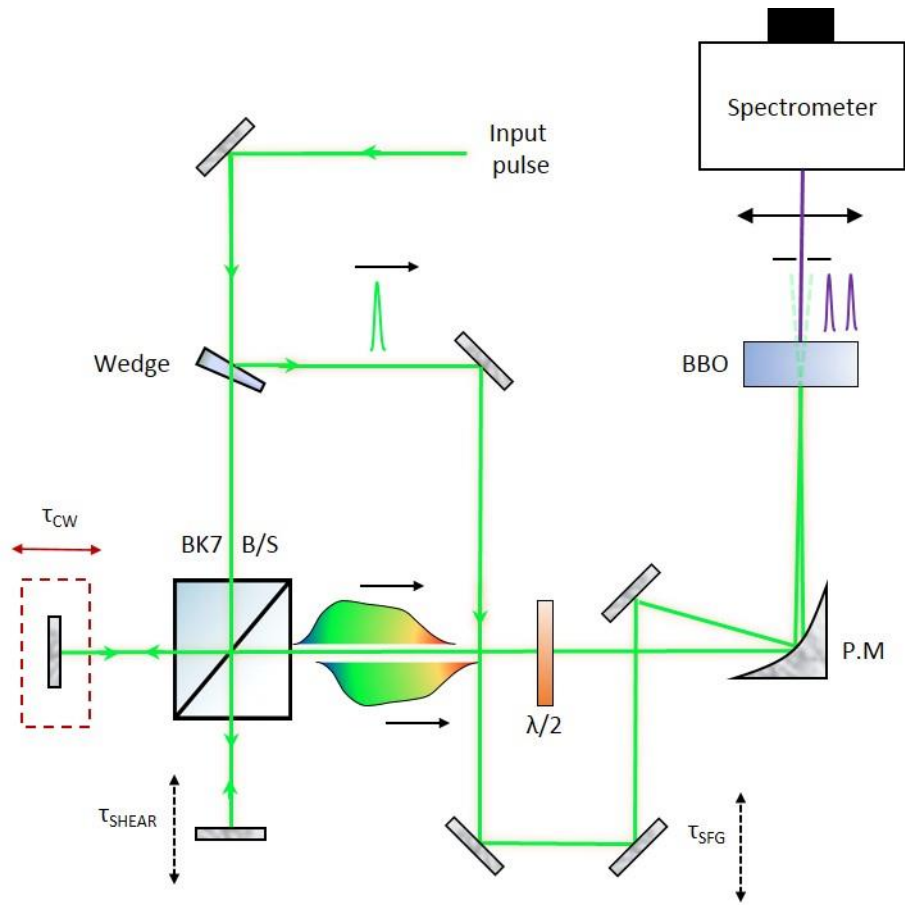 Input
pulse
Spectrometer
Wedge
BBO
τCW
BK7 B/S
P.M
λ/2
τSHEAR
τSFG